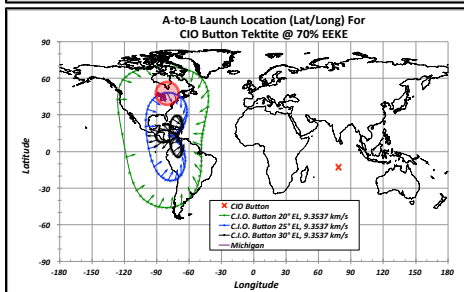 A-to-B Launch Location (Lat/Long) For
CIO Button Tektite @ 70% EEKE
Latitude
90
60
30
0
-30
-60
-90
CIO Button
C.I.O. Button 20° EL, 9.3537 km/s
C.I.O. Button 25° EL, 9.3537 km/s
C.I.O. Button 30° EL, 9.3537 km/s
Michigan
-180 -150 -120 -90 -60 -30 0 30 60 90 120 150 180
Longitude